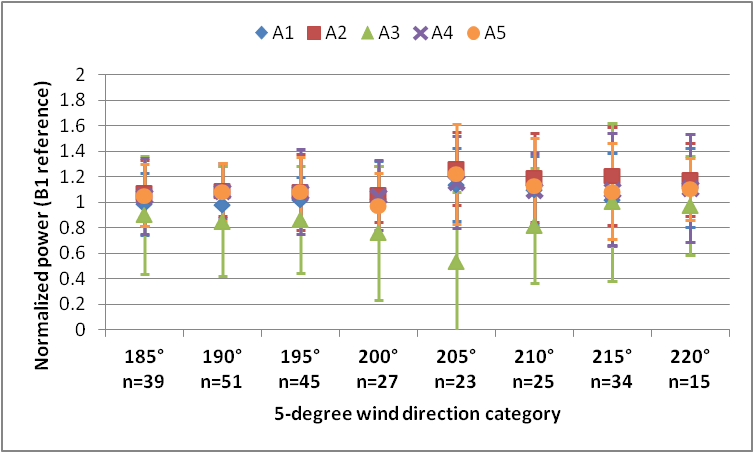 A1 A2 A3 A4 A5
Normalized power (B1 reference)
2
1.8
1.6
1.4
1.2
1
0.8
0.6
0.4
0.2
0
185° 190° 195° 200° 205° 210° 215° 220°
n=39 n=51 n=45 n=27 n=23 n=25 n=34 n=15
5-degree wind direction category